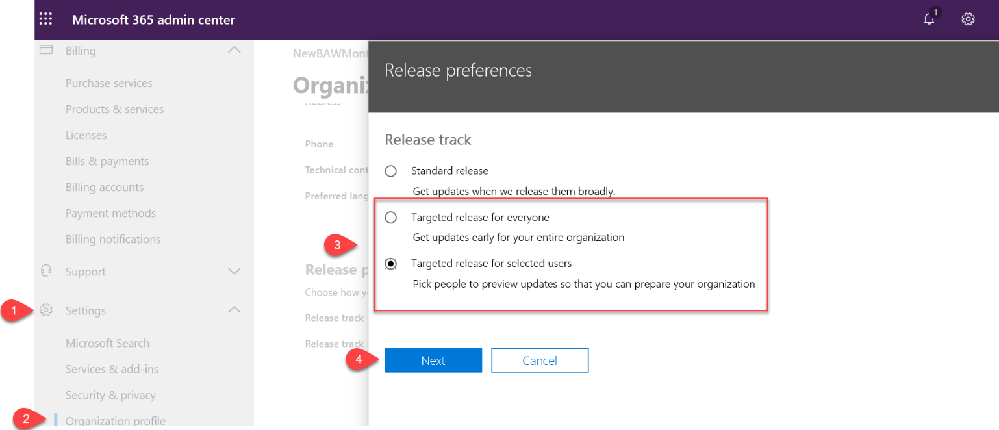 Microsoft 365 admin center
1
Billing
Purchase services
Products & services
Licenses
Bills & payments
Billing accounts
Payment methods
Billing notifications
Support
1
Settings
Microsoft Search
Services & add-ins
Security & privacy
2
Organization profile
NewBAWMont
Organiz
Address
Phone
Technical cont
Preferred lang
Release p
Choose how y
Release track
Release track
Release preferences
Release track
Standard release
Get updates when we release them broadly.
3
Targeted release for everyone
Get updates early for your entire organization
Targeted release for selected users
Pick people to preview updates so that you can prepare your organization
4
Next
Cancel